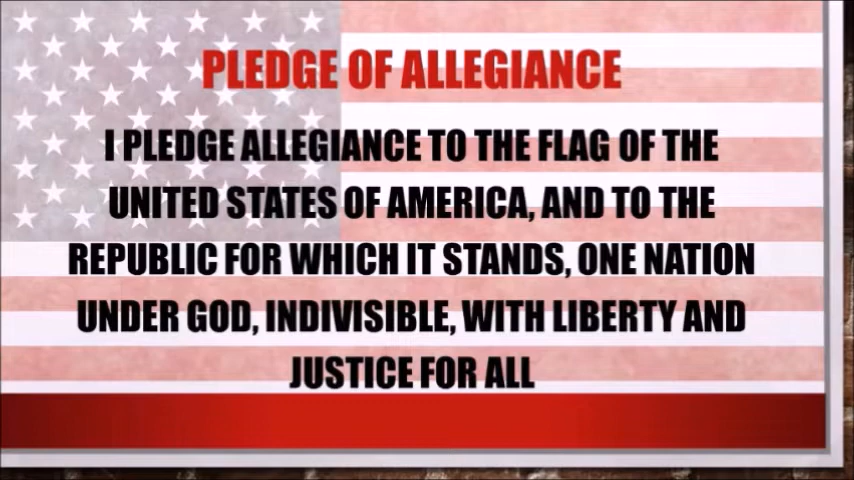 PLEDGE OF ALLEGIANCE
I PLEDGE ALLEGIANCE TO THE FLAG OF THE
UNITED STATES OF AMERICA, AND TO THE
REPUBLIC FOR WHICH IT STANDS, ONE NATION
UNDER GOD, INDIVISIBLE, WITH LIBERTY AND
JUSTICE FOR ALL